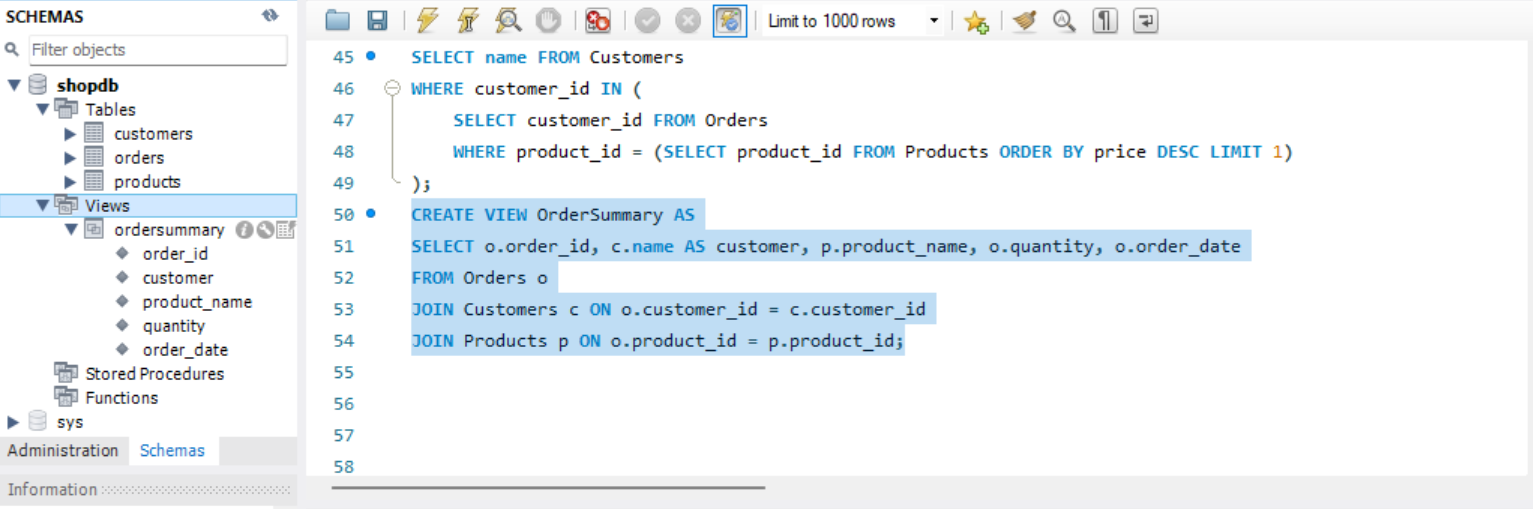 SCHEMAS
Filter objects
shopdb
Tables
customers
orders
products
Views
ordersummary
order_id
customer
product_name
quantity
order_date
Stored Procedures
Functions
sys
Administration Schemas
Information
Limit to 1000 rows
45 SELECT name FROM Customers
46 WHERE customer_id IN (
47 SELECT customer_id FROM Orders
48 WHERE product_id = (SELECT product_id FROM Products ORDER BY price DESC LIMIT 1)
49 );
50 CREATE VIEW OrderSummary AS
51 SELECT o.order_id, c.name AS customer, p.product_name, o.quantity, o.order_date
52 FROM Orders o
53 JOIN Customers c ON o.customer_id = c.customer_id
54 JOIN Products p ON o.product_id = p.product_id;
55
56
57
58